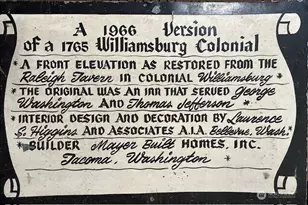 A 1966 Version
of a 1765 Williamsburg Colonial
* A FRONT ELEVATION AS RESTORED FROM THE
Raleigh Tavern IN COLONIAL Williamsburg *
* THE ORIGINAL WAS AN INN THAT SERVED George
Washington AND Thomas Jefferson *
* INTERIOR DESIGN AND DECORATION BY Laurence
G. Higgins AND ASSOCIATES A.I.A. Bellevue, Wash. *
* BUILDER Mayer Built HOMES, INC.
Tacoma, Washington *